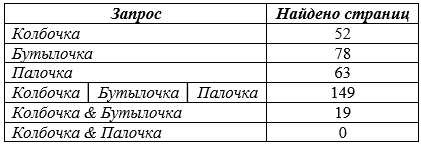 Запрос Найдено страниц
Колбочка 52
Бутылочка 78
Палочка 63
Колбочка | Бутылочка | Палочка 149
Колбочка & Бутылочка 19
Колбочка & Палочка 0